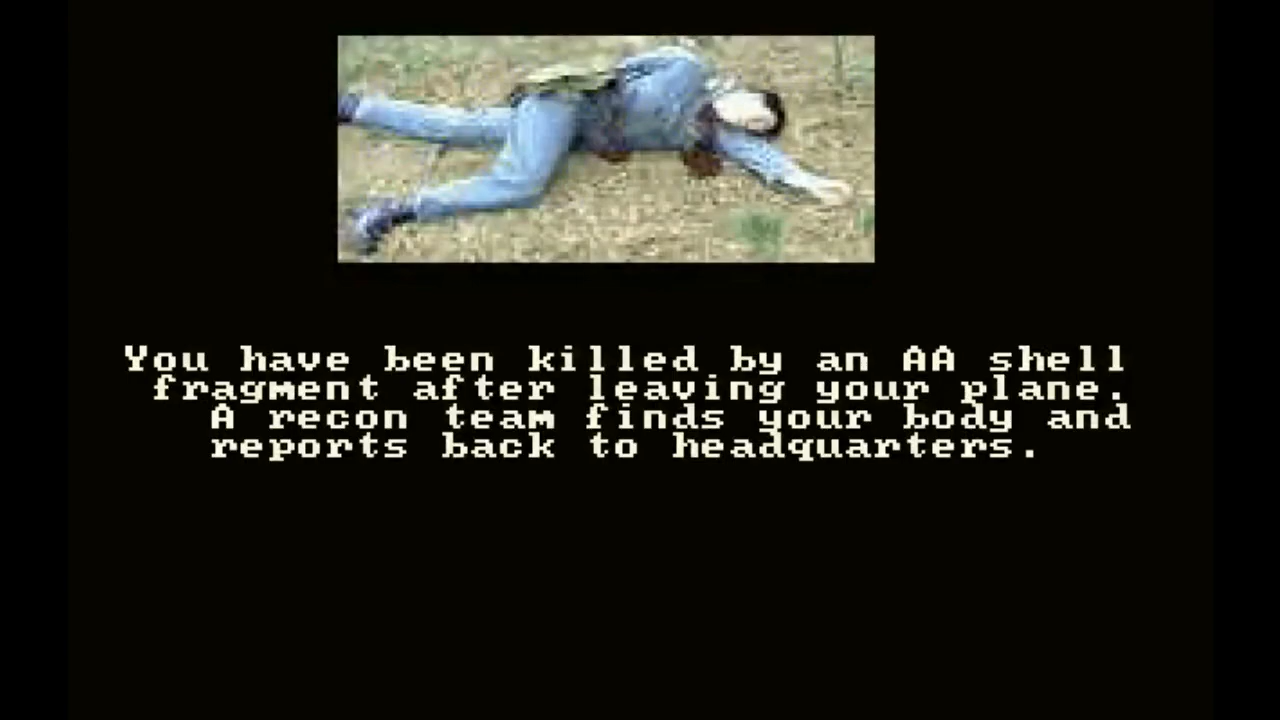 You have been killed by an AA shell
fragment after leaving your plane.
A recon team finds your body and
reports back to headquarters.